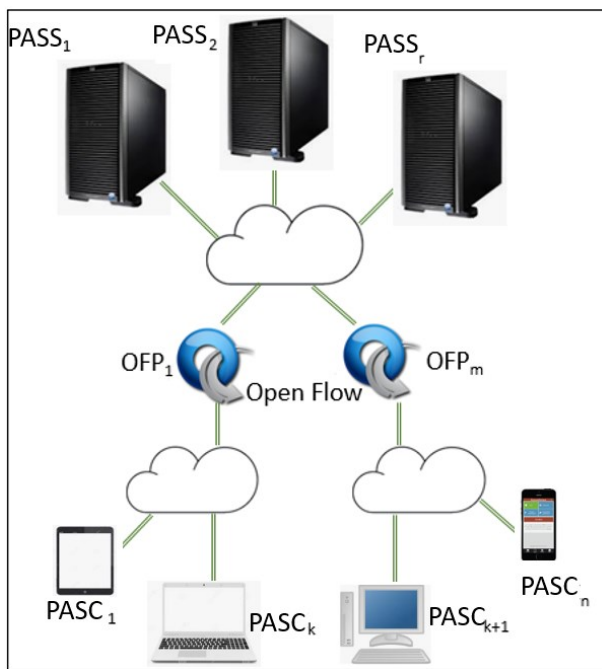 PASS₁
PASS₂
PASSᵣ
OFP₁
OFPₘ
Open Flow
PASC₁
PASCₖ
PASCₖ₊₁
PASCₙ